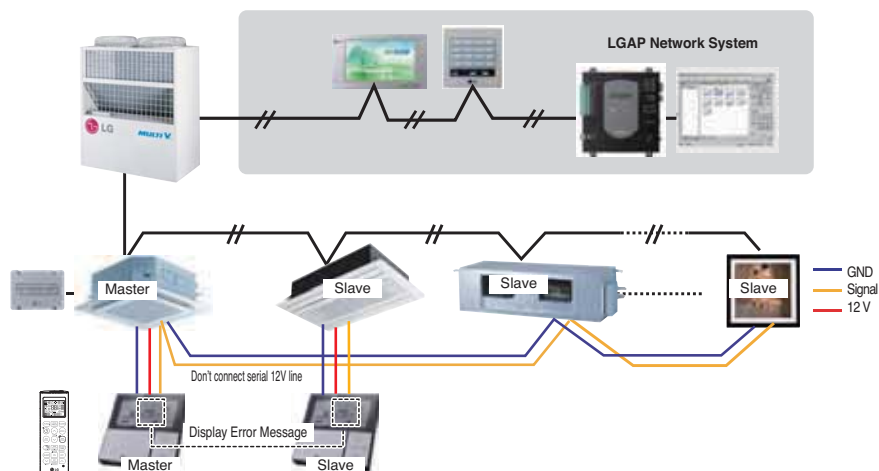 LGAP Network System
LG
MULTI V
Master
Slave
Slave
Slave
GND
Signal
12 V
Don't connect serial 12V line
Display Error Message
Master
Slave